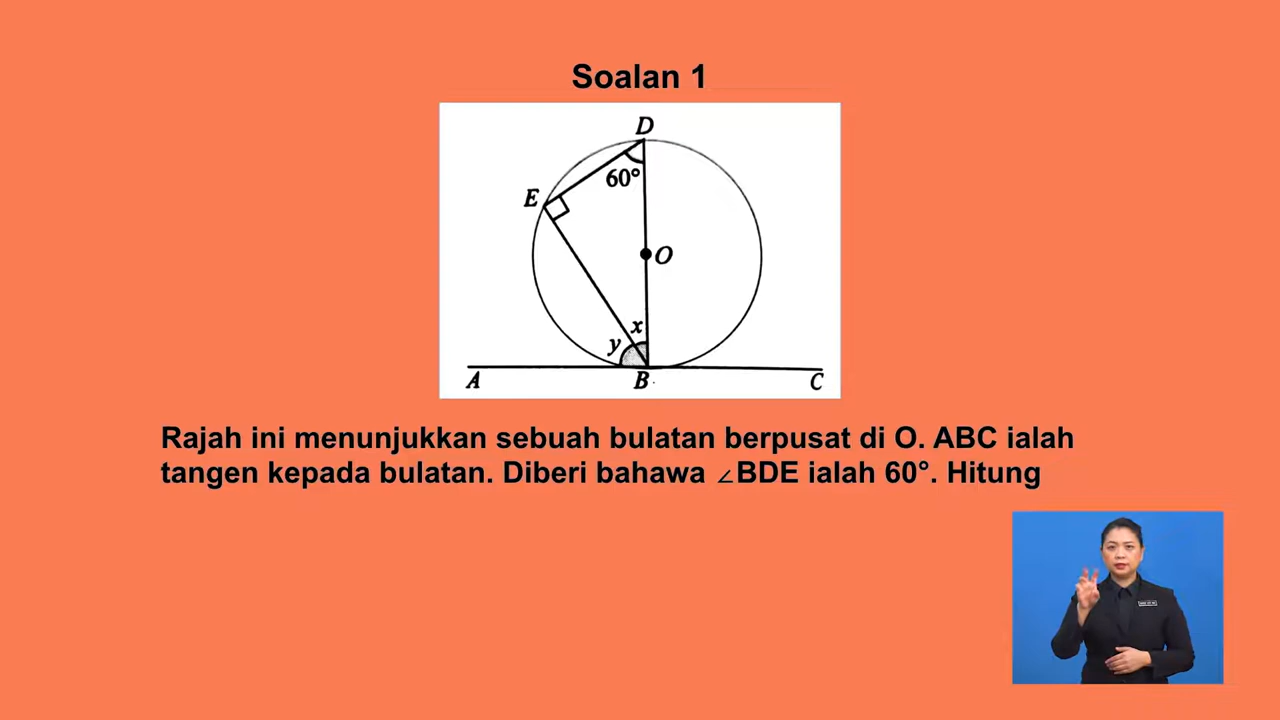 Soalan 1
D
60°
E
O
x
y
A
B
C
Rajah ini menunjukkan sebuah bulatan berpusat di O. ABC ialah
tangen kepada bulatan. Diberi bahawa ∠BDE ialah 60°. Hitung